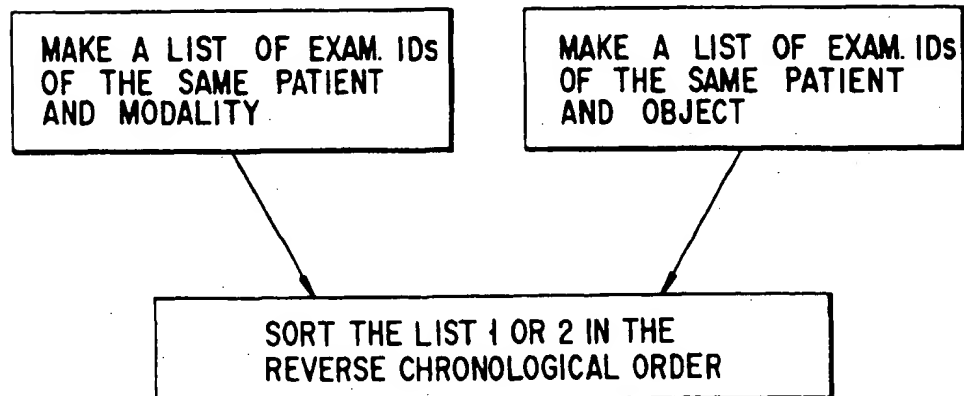 MAKE A LIST OF EXAM. IDs
OF THE SAME PATIENT
AND MODALITY
MAKE A LIST OF EXAM. IDs
OF THE SAME PATIENT
AND OBJECT
SORT THE LIST 1 OR 2 IN THE
REVERSE CHRONOLOGICAL ORDER